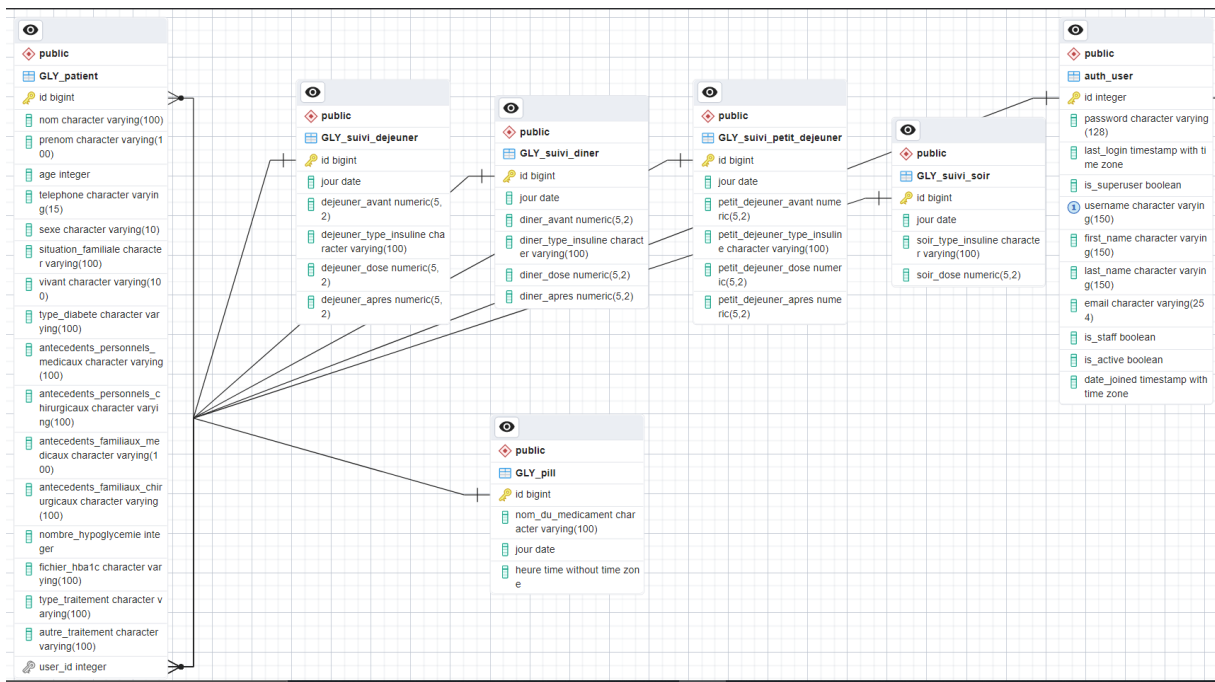 public
GLY_patient
id bigint
nom character varying(100)
prenom character varying(1
00)
age integer
telephone character varyin
g(15)
sexe character varying(10)
situation_familiale characte
r varying(100)
vivant character varying(10
0)
type_diabete character var
ying(100)
antecedents_personnels_
medicaux character varying
(100)
antecedents_personnels_c
hirurgicaux character varyi
ng(100)
antecedents_familiaux_me
dicaux character varying(1
00)
antecedents_familiaux_chir
urgicaux character varying
(100)
nombre_hypoglycemie inte
ger
fichier_hba1c character var
ying(100)
type_traitement character v
arying(100)
autre_traitement character
varying(100)
user_id integer
public
GLY_suivi_dejeuner
id bigint
jour date
dejeuner_avant numeric(5,
2)
dejeuner_type_insuline cha
racter varying(100)
dejeuner_dose numeric(5,
2)
dejeuner_apres numeric(5,
2)
public
GLY_suivi_diner
id bigint
jour date
diner_avant numeric(5,2)
diner_type_insuline charact
er varying(100)
diner_dose numeric(5,2)
diner_apres numeric(5,2)
public
GLY_suivi_petit_dejeuner
id bigint
jour date
petit_dejeuner_avant nume
ric(5,2)
petit_dejeuner_type_insulin
e character varying(100)
petit_dejeuner_dose numer
ic(5,2)
petit_dejeuner_apres nume
ric(5,2)
public
GLY_suivi_soir
id bigint
jour date
soir_type_insuline characte
r varying(100)
soir_dose numeric(5,2)
public
auth_user
id integer
password character varying
(128)
last_login timestamp with ti
me zone
is_superuser boolean
1
username character varyin
g(150)
first_name character varyin
g(150)
last_name character varyin
g(150)
email character varying(25
4)
is_staff boolean
is_active boolean
date_joined timestamp with
time zone
public
GLY_pill
id bigint
nom_du_medicament char
acter varying(100)
jour date
heure time without time zon
e